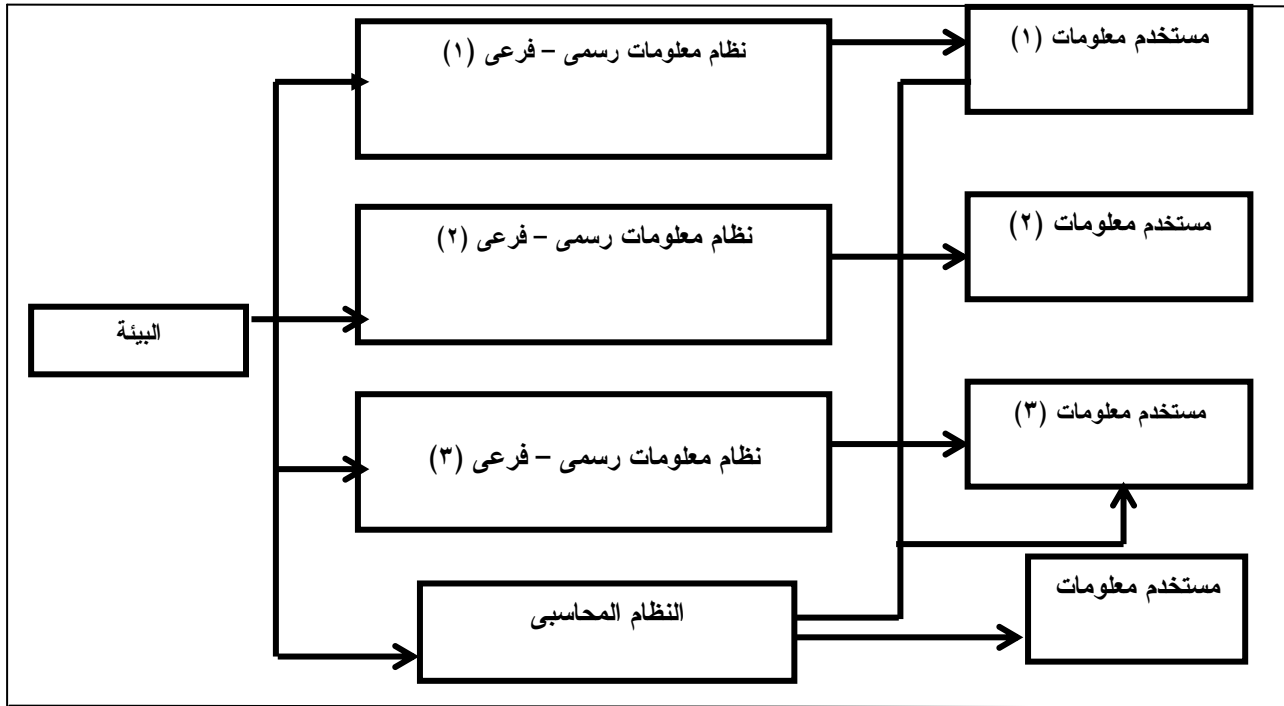 نظام معلومات رسمى – فرعى (١)
مستخدم معلومات (١)
نظام معلومات رسمى – فرعى (٢)
مستخدم معلومات (٢)
البيئة
نظام معلومات رسمى – فرعى (٣)
مستخدم معلومات (٣)
النظام المحاسبى
مستخدم معلومات